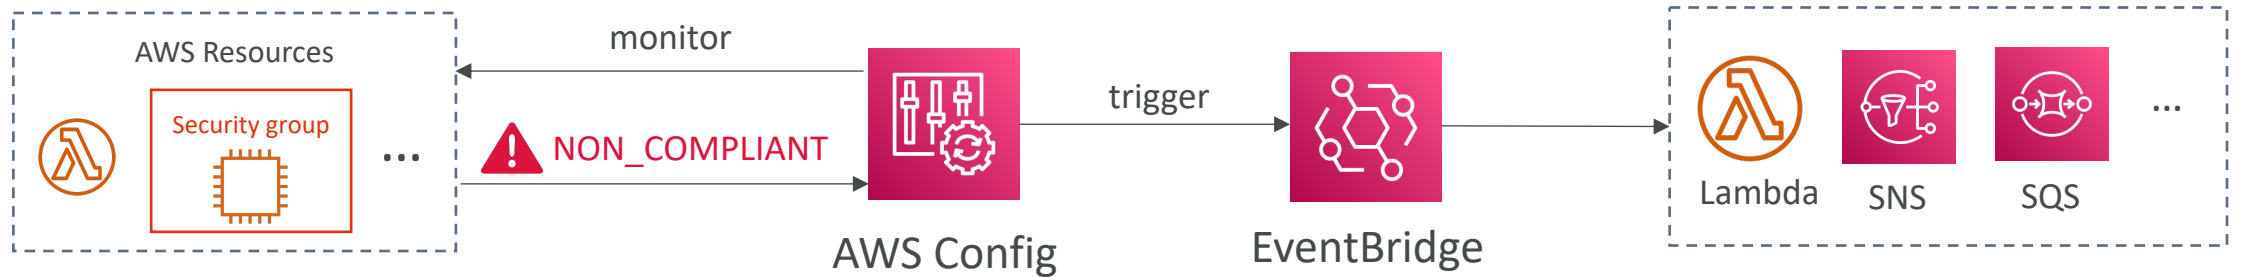 AWS Resources
Security group
...
monitor
NON_COMPLIANT
AWS Config
trigger
EventBridge
Lambda
SNS
SQS
...